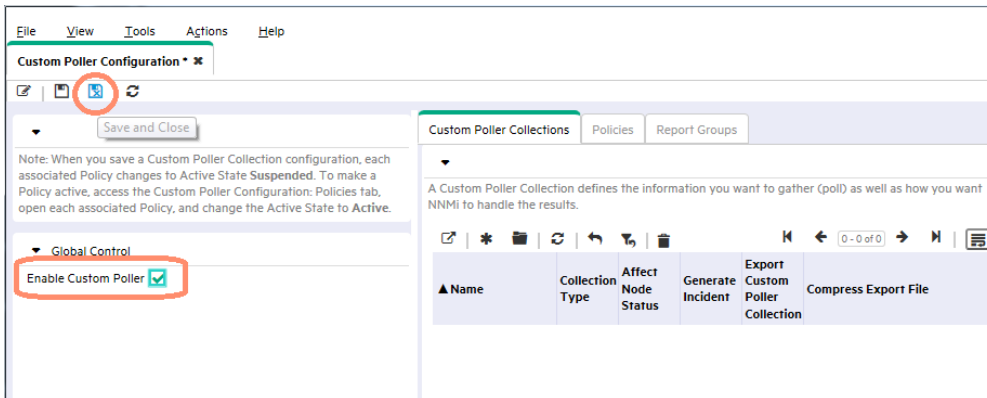 File View Tools Actions Help
Custom Poller Configuration * ✖
Save and Close
Note: When you save a Custom Poller Collection configuration, each
associated Policy changes to Active State Suspended. To make a
Policy active, access the Custom Poller Configuration: Policies tab,
open each associated Policy, and change the Active State to Active.
Global Control
Enable Custom Poller
Custom Poller Collections Policies Report Groups
A Custom Poller Collection defines the information you want to gather (poll) as well as how you want
NNMi to handle the results.
0 - 0 of 0
▲ Name
Collection
Type
Affect
Node
Status
Generate
Incident
Export
Custom
Poller
Collection
Compress Export File